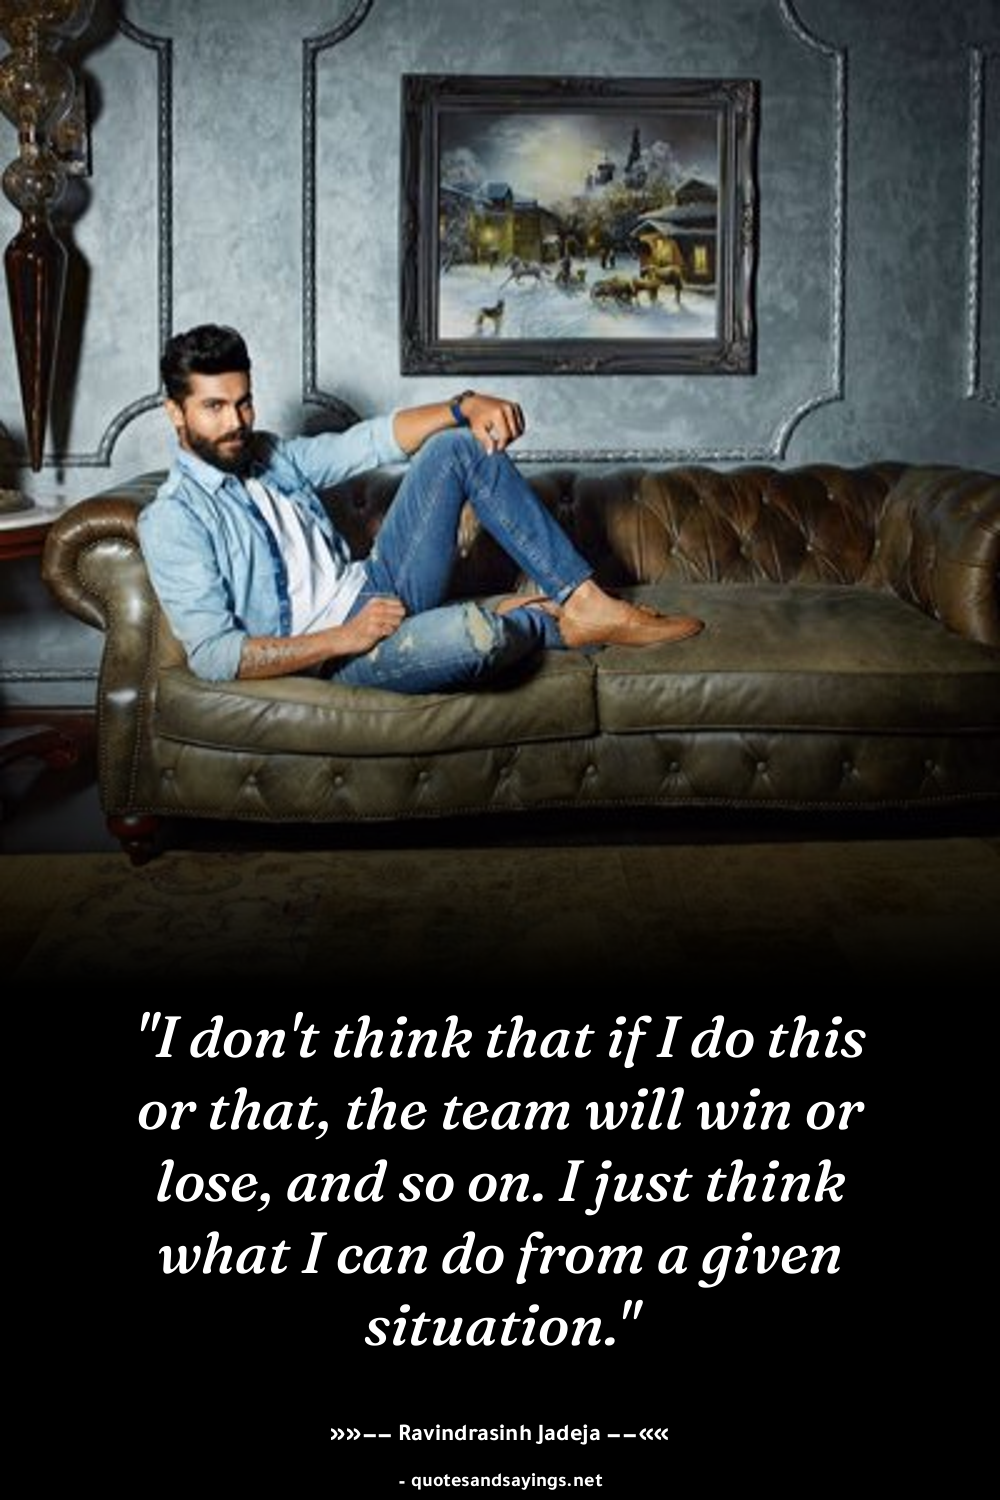 "I don't think that if I do this
or that, the team will win or
lose, and so on. I just think
what I can do from a given
situation."
»»−− Ravindrasinh Jadeja −−««
- quotesandsayings.net